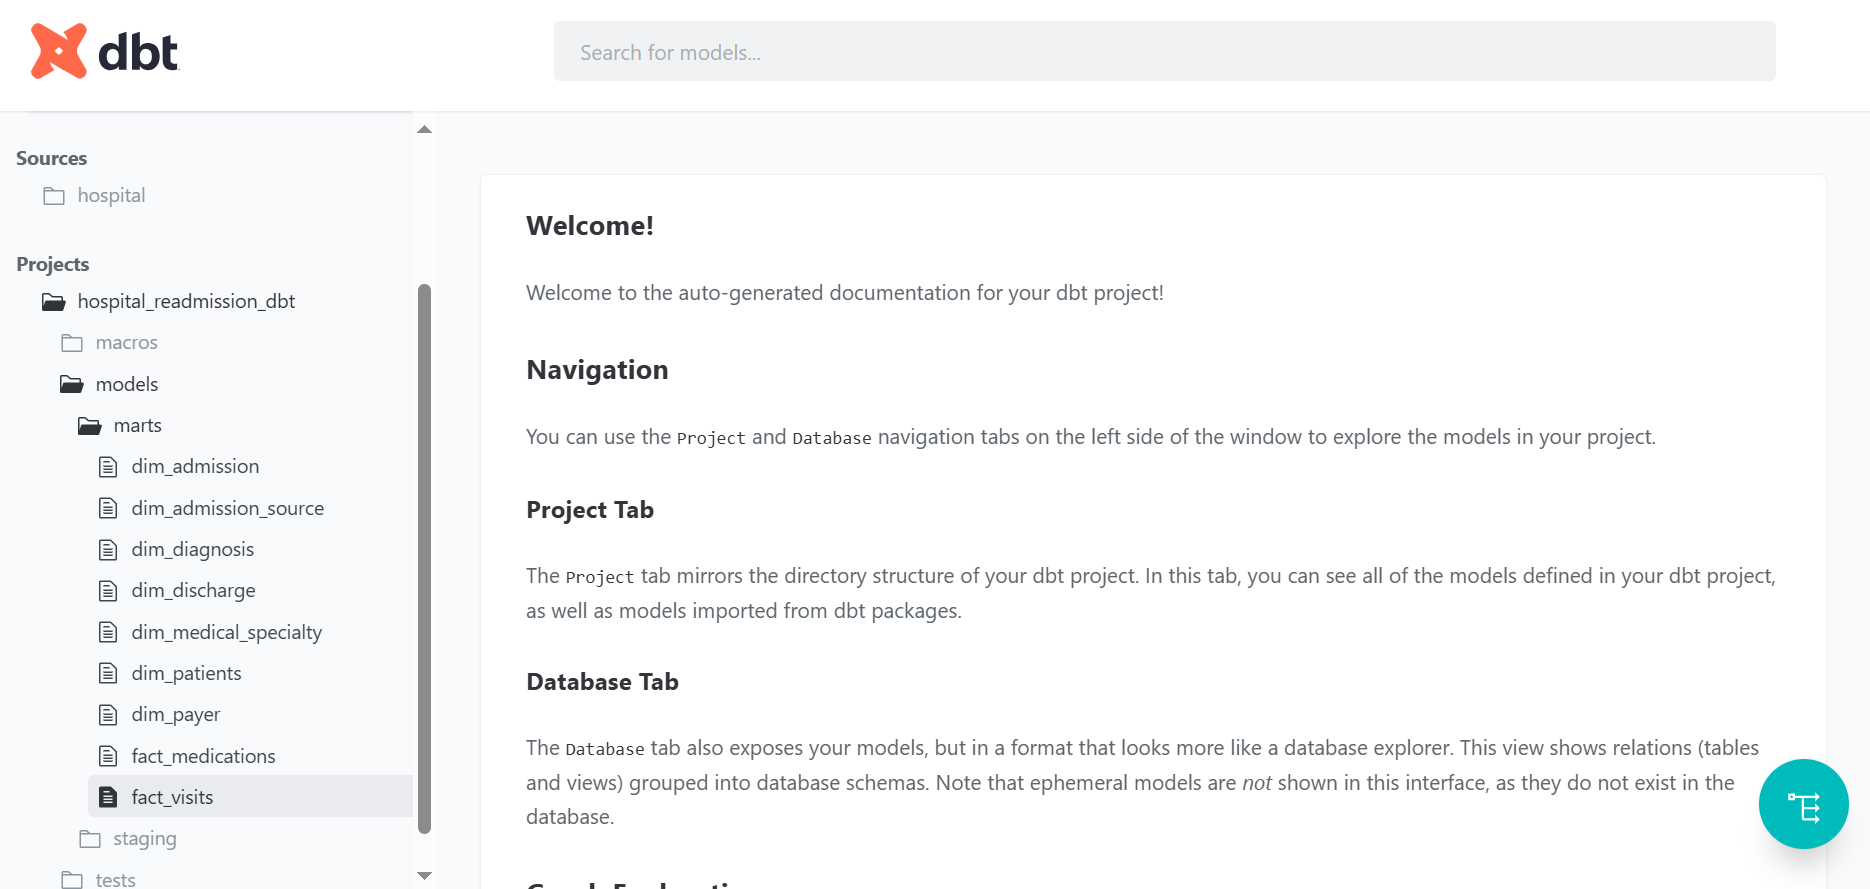 dbt
Search for models...
Sources
hospital
Projects
hospital_readmission_dbt
macros
models
marts
dim_admission
dim_admission_source
dim_diagnosis
dim_discharge
dim_medical_specialty
dim_patients
dim_payer
fact_medications
fact_visits
staging
tests
Welcome!
Welcome to the auto-generated documentation for your dbt project!
Navigation
You can use the Project and Database navigation tabs on the left side of the window to explore the models in your project.
Project Tab
The Project tab mirrors the directory structure of your dbt project. In this tab, you can see all of the models defined in your dbt project,
as well as models imported from dbt packages.
Database Tab
The Database tab also exposes your models, but in a format that looks more like a database explorer. This view shows relations (tables
and views) grouped into database schemas. Note that ephemeral models are not shown in this interface, as they do not exist in the
database.